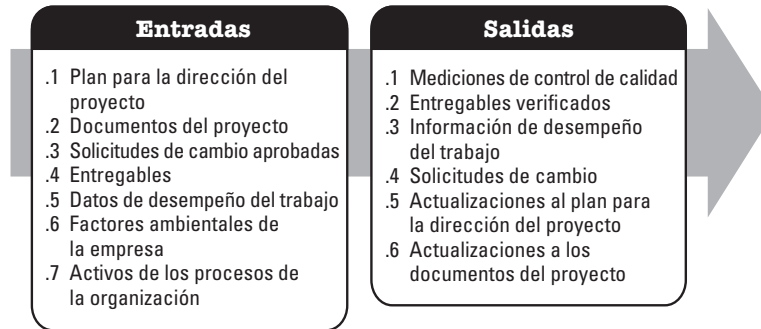 Entradas
.1 Plan para la dirección del
proyecto
.2 Documentos del proyecto
.3 Solicitudes de cambio aprobadas
.4 Entregables
.5 Datos de desempeño del trabajo
.6 Factores ambientales de
la empresa
.7 Activos de los procesos de
la organización
Salidas
.1 Mediciones de control de calidad
.2 Entregables verificados
.3 Información de desempeño
del trabajo
.4 Solicitudes de cambio
.5 Actualizaciones al plan para
la dirección del proyecto
.6 Actualizaciones a los
documentos del proyecto